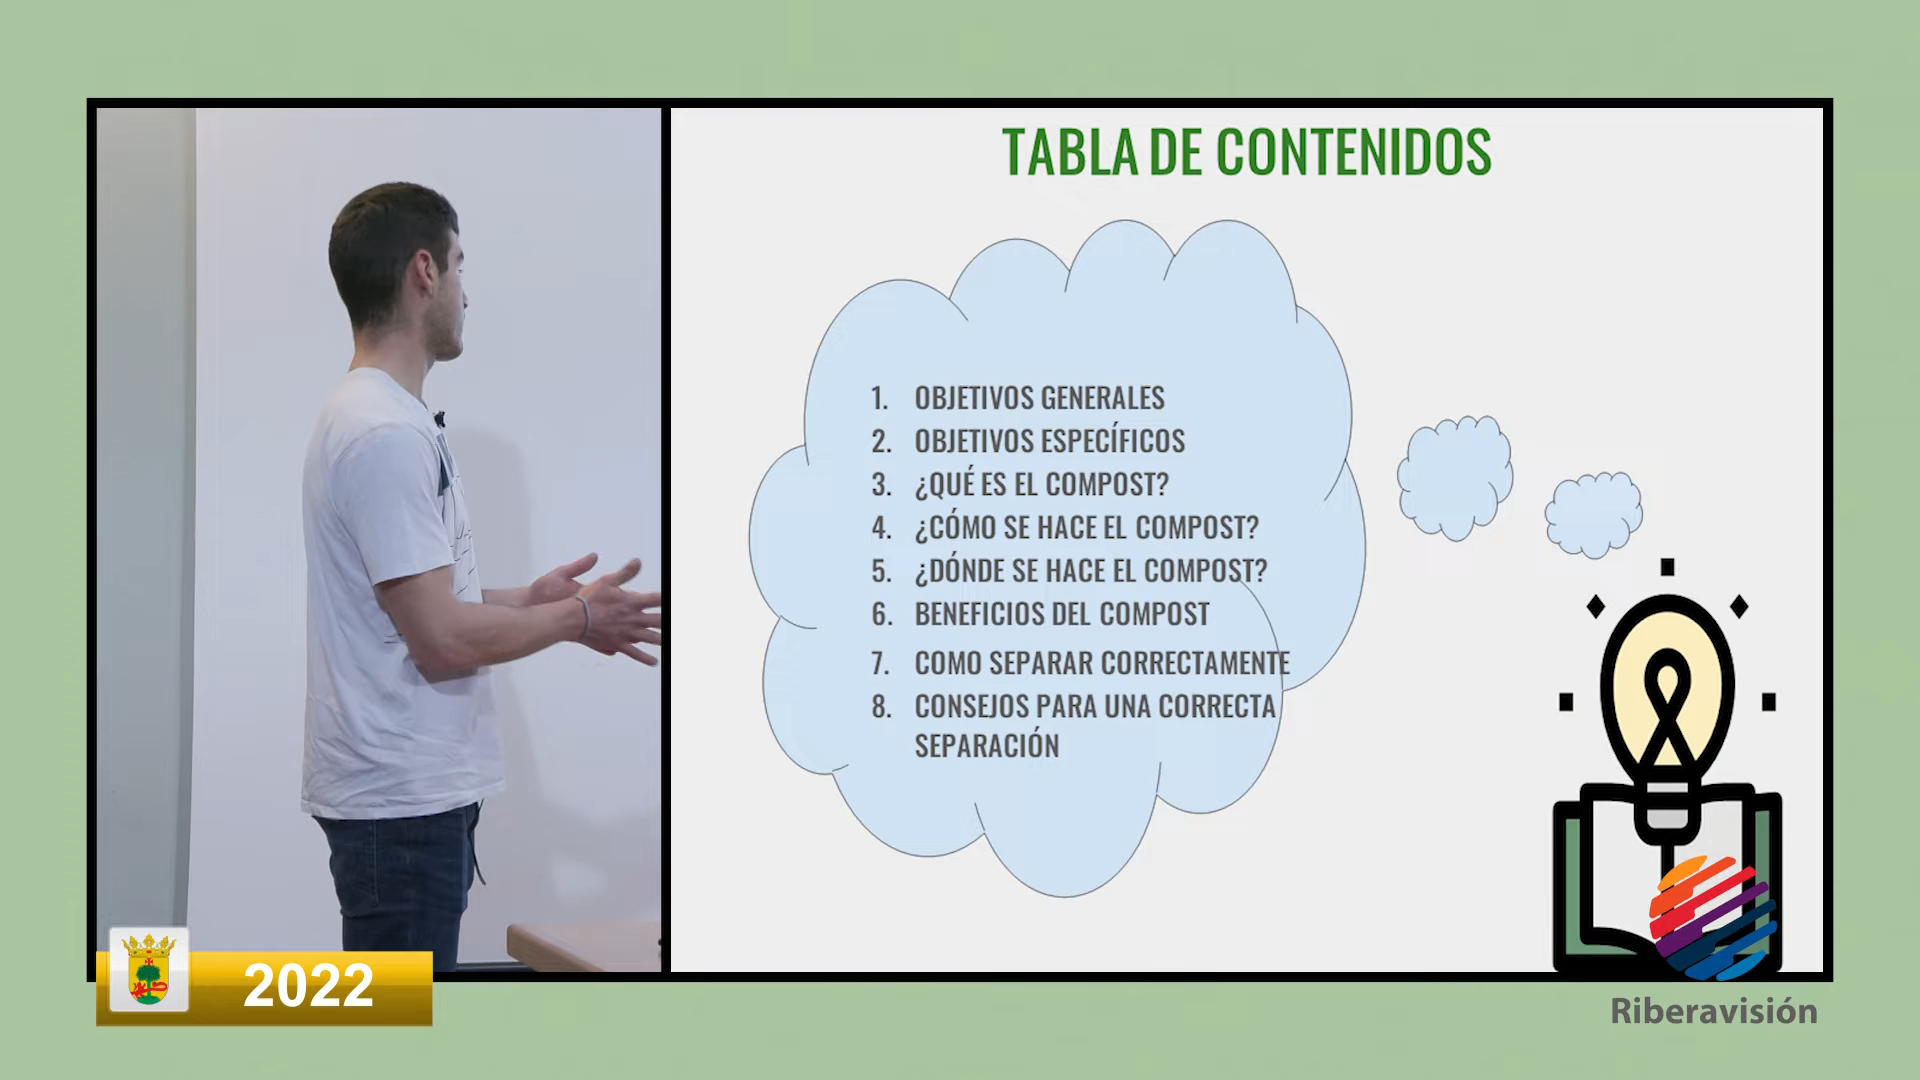 TABLA DE CONTENIDOS
1. OBJETIVOS GENERALES
2. OBJETIVOS ESPECÍFICOS
3. ¿QUÉ ES EL COMPOST?
4. ¿CÓMO SE HACE EL COMPOST?
5. ¿DÓNDE SE HACE EL COMPOST?
6. BENEFICIOS DEL COMPOST
7. COMO SEPARAR CORRECTAMENTE
8. CONSEJOS PARA UNA CORRECTA
SEPARACIÓN
2022
Riberavisión